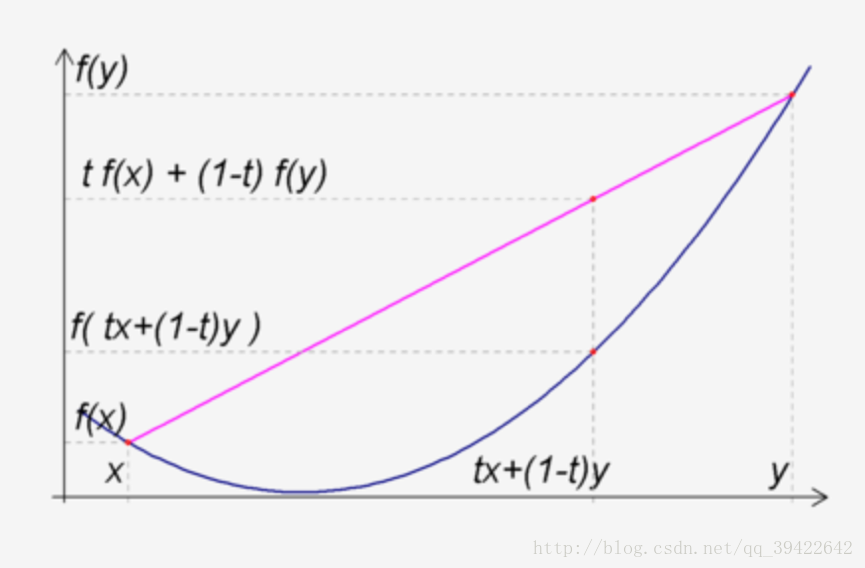 f(y)
t f(x) + (1-t) f(y)
f( tx+(1-t)y )
f(x)
x
tx+(1-t)y
y
http://blog.csdn.net/qq_39422642